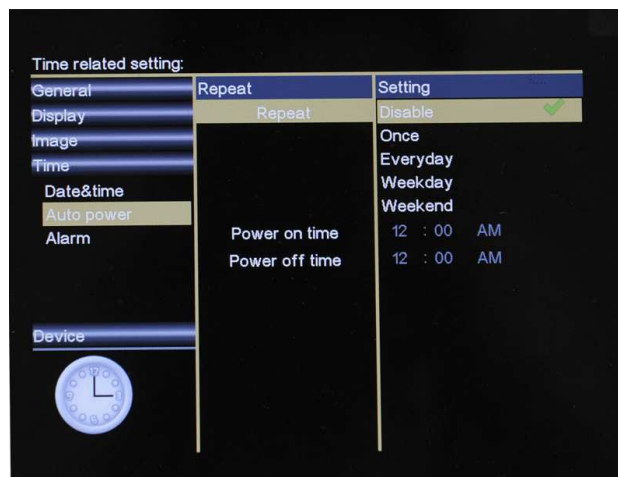 Time related setting:
General
Display
Image
Time
Date&time
Auto power
Alarm
Device
Repeat
Repeat
Power on time
Power off time
Setting
Disable
Once
Everyday
Weekday
Weekend
12 : 00 AM
12 : 00 AM